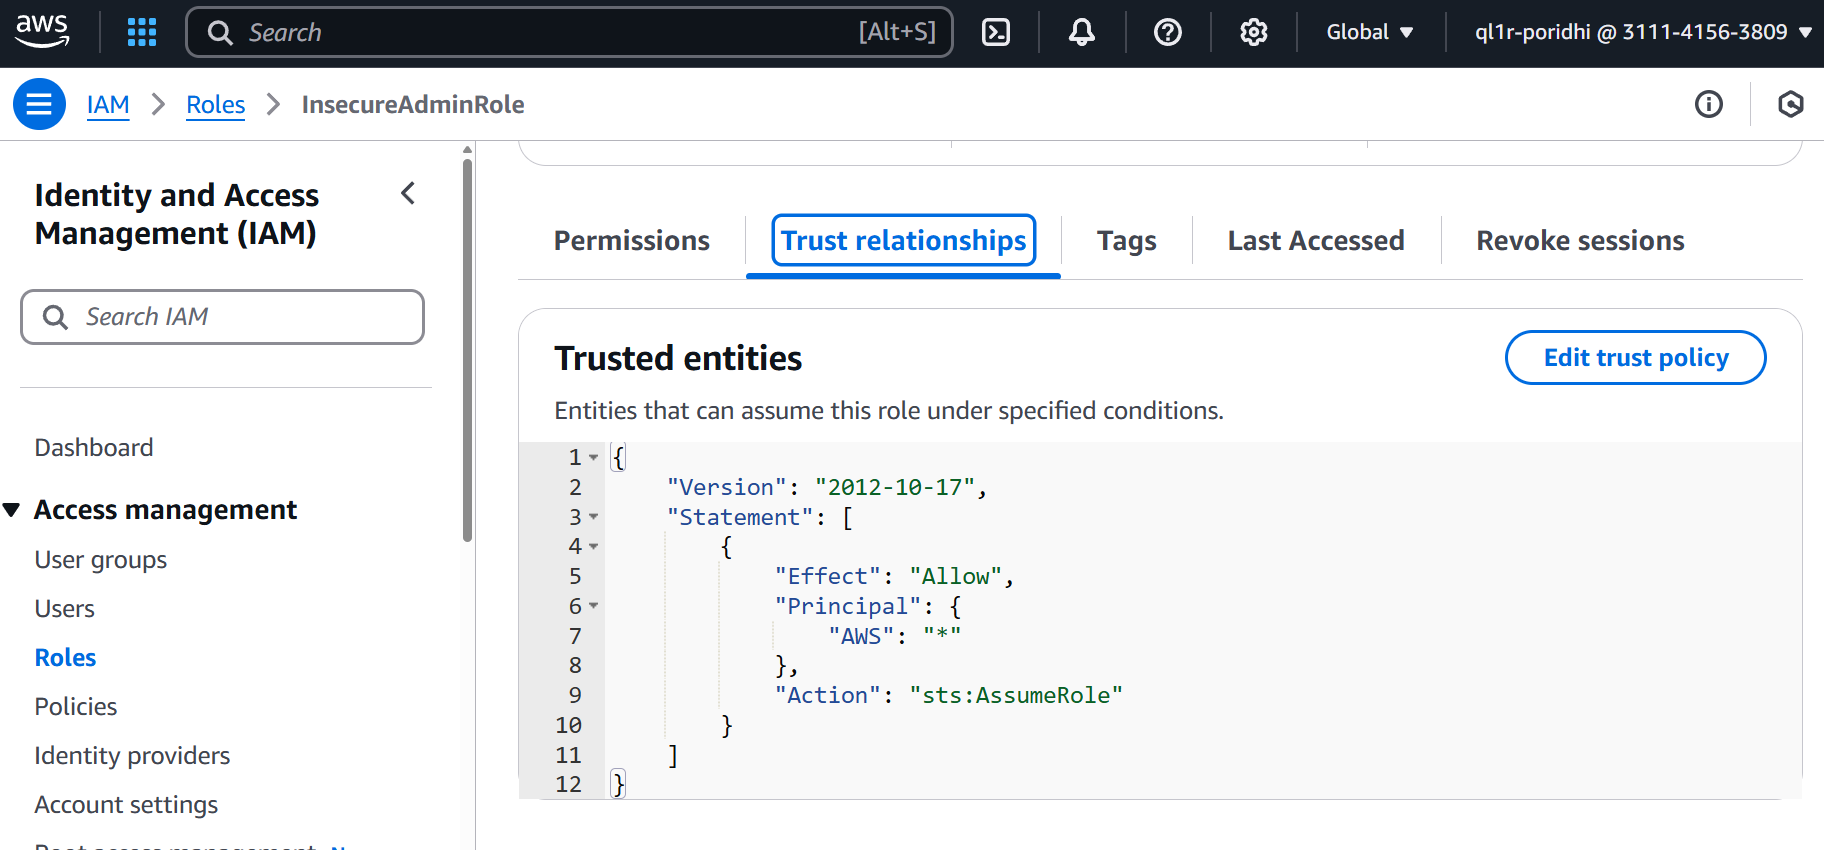 aws
Search
[Alt+S]
Global
ql1r-poridhi @ 3111-4156-3809
IAM
Roles
InsecureAdminRole
Identity and Access
Management (IAM)
Search IAM
Dashboard
Access management
User groups
Users
Roles
Policies
Identity providers
Account settings
Root access management
Permissions
Trust relationships
Tags
Last Accessed
Revoke sessions
Trusted entities
Edit trust policy
Entities that can assume this role under specified conditions.
1 {
2 "Version": "2012-10-17",
3 "Statement": [
4 {
5 "Effect": "Allow",
6 "Principal": {
7 "AWS": "*"
8 },
9 "Action": "sts:AssumeRole"
10 }
11 ]
12 }